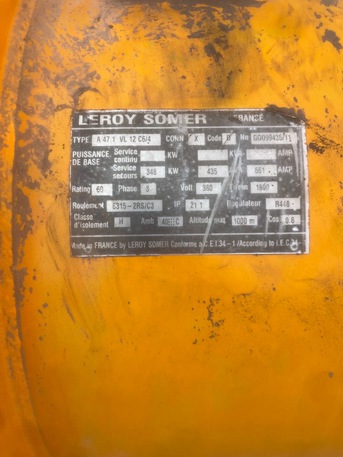 LEROY SOMER FRANCE
TYPE A 47.1 VL 12 C6/4 CONN X Code D No
PUISSANCE DE BASE Service continu KW AMP
Service secours 348 KW 435 661 AMP
Rating 60 Phase 3 Volt 380 1800
Roulement 6315-2RS/C3 IP 21 1 Regulateur R448
Classe d'isolement H Amb 40°C Altitude max 1000 m Cos 0.8
Made in FRANCE by LEROY SOMER Conforme à C.E.I.34-1/According to I.E.C.34-